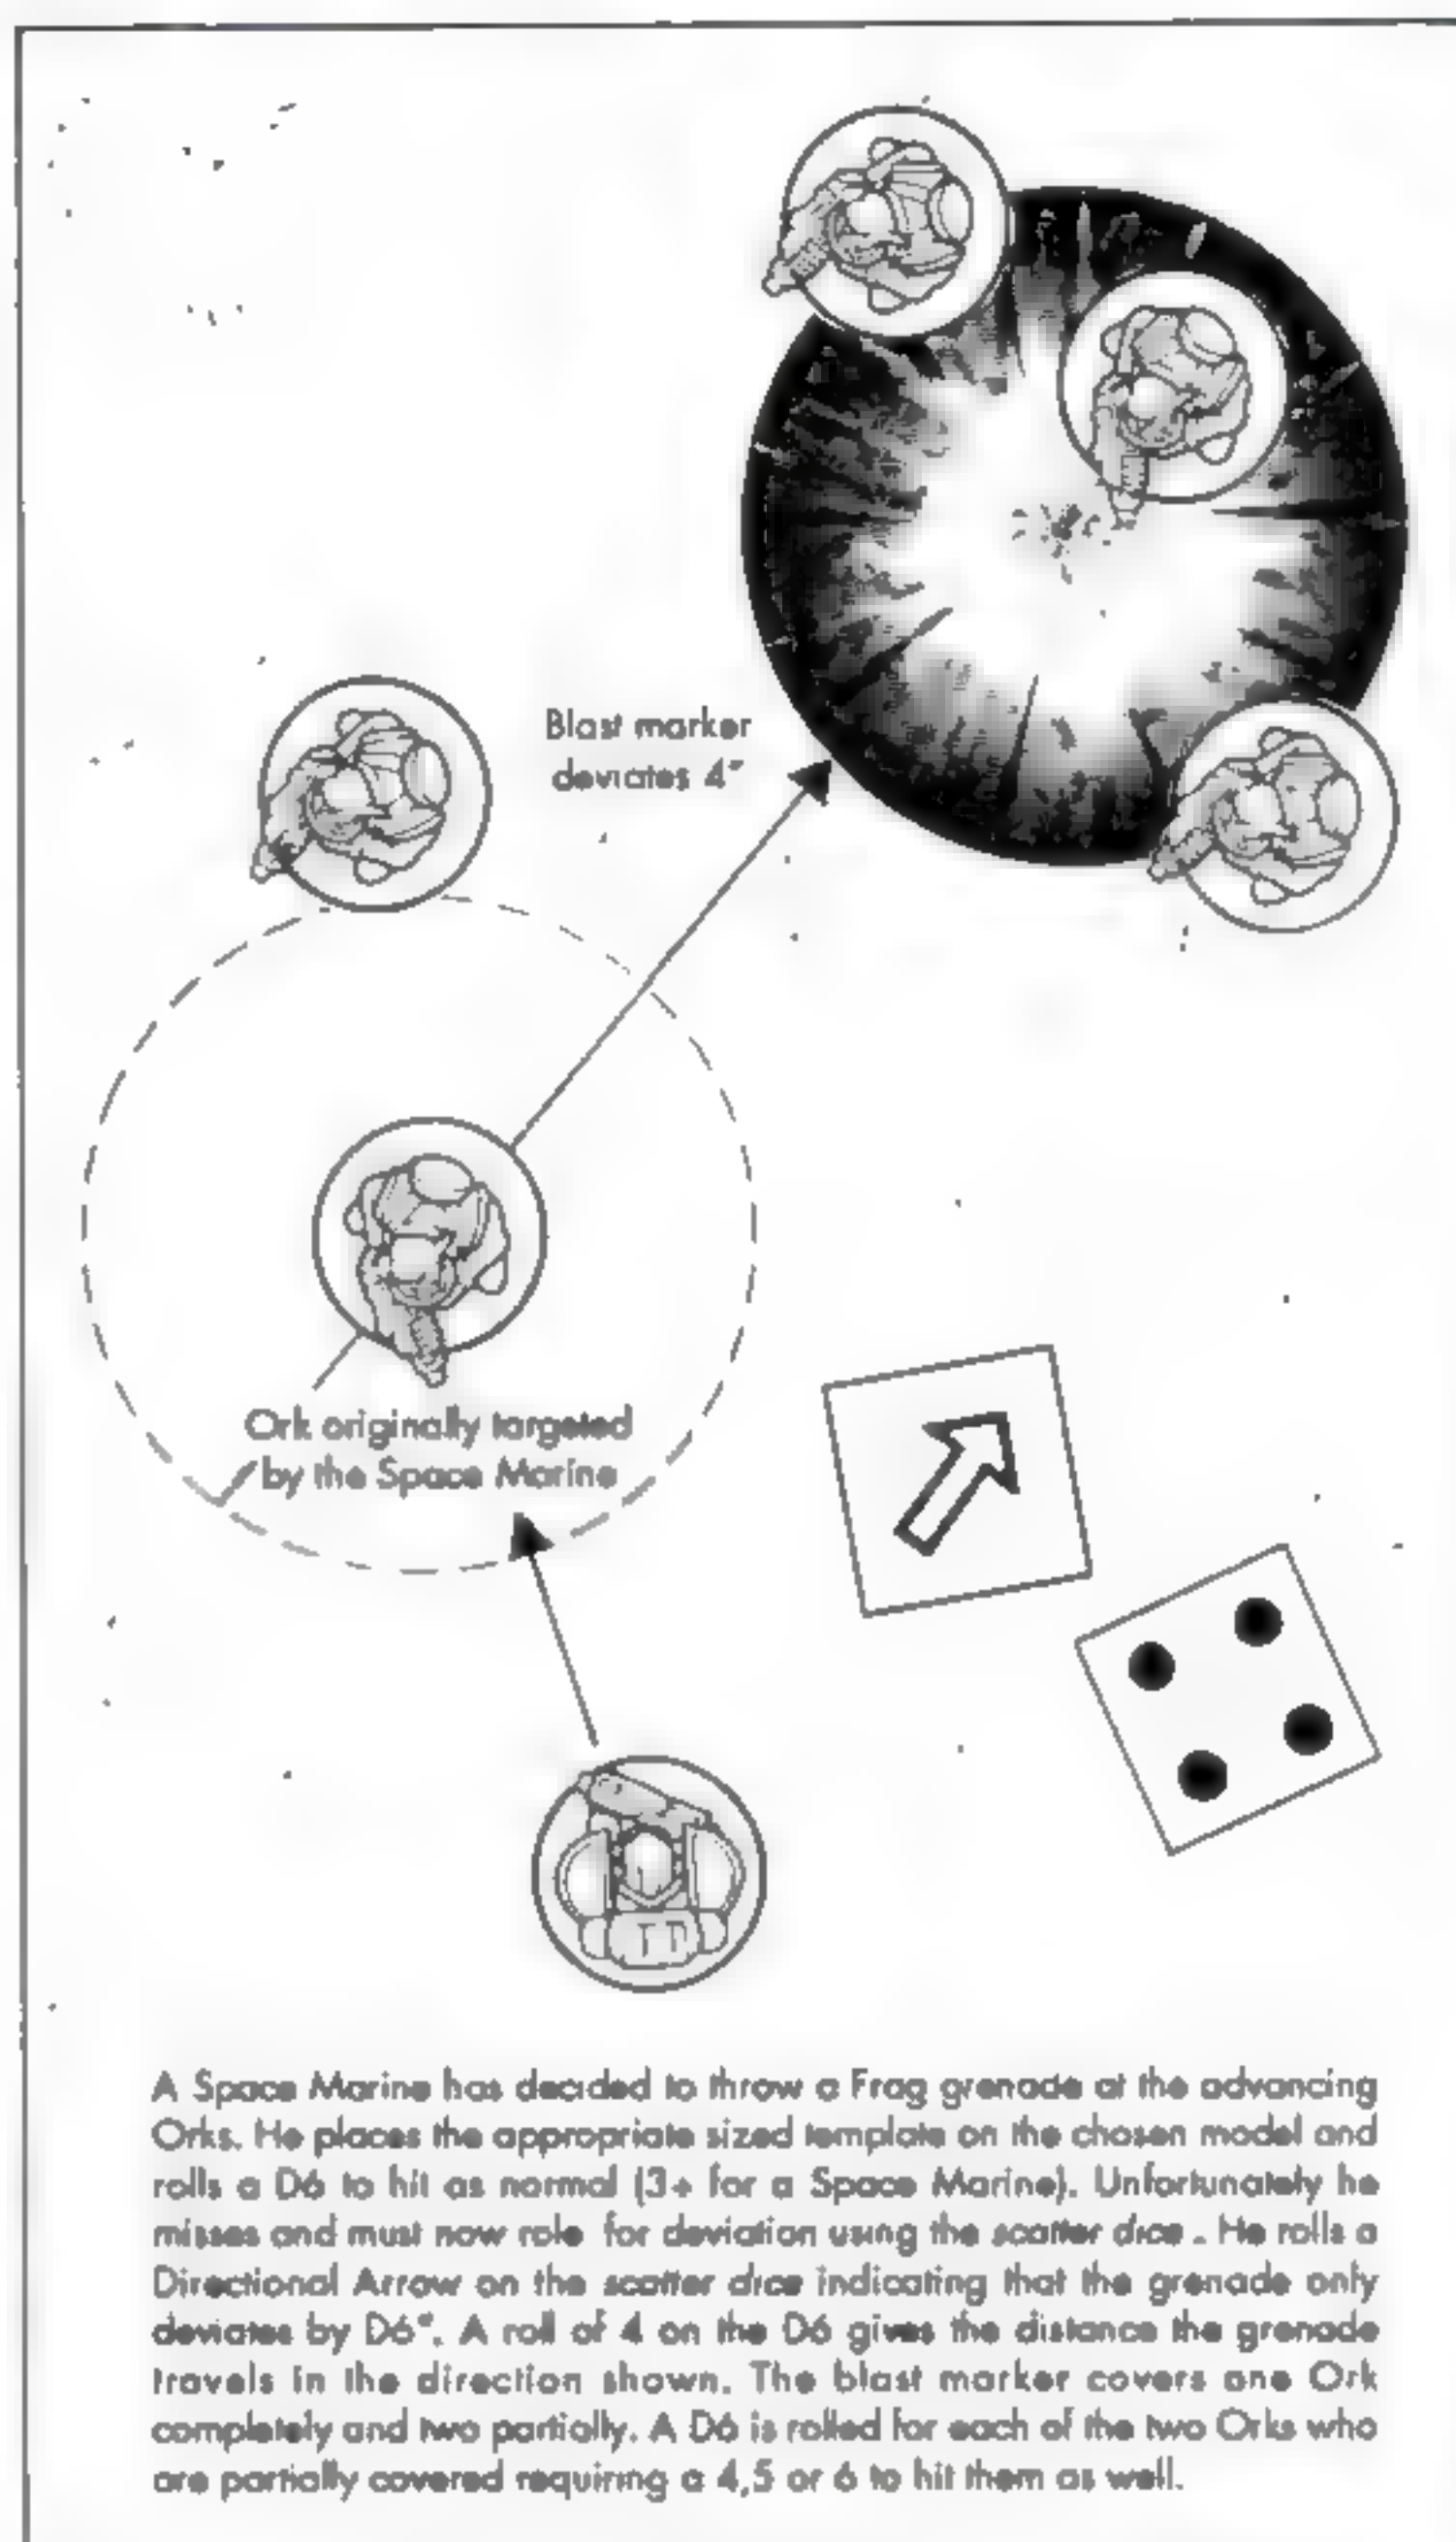 Blast marker
deviates 4"
Ork originally targeted
by the Space Marine
A Space Marine has decided to throw a Frag grenade at the advancing
Orks. He places the appropriate sized template on the chosen model and
rolls a D6 to hit as normal (3+ for a Space Marine). Unfortunately he
misses and must now role for deviation using the scatter dice. He rolls a
Directional Arrow on the scatter dice indicating that the grenade only
deviates by D6". A roll of 4 on the D6 gives the distance the grenade
travels in the direction shown. The blast marker covers one Ork
completely and two partially. A D6 is rolled for each of the two Orks who
are partially covered requiring a 4,5 or 6 to hit them as well.